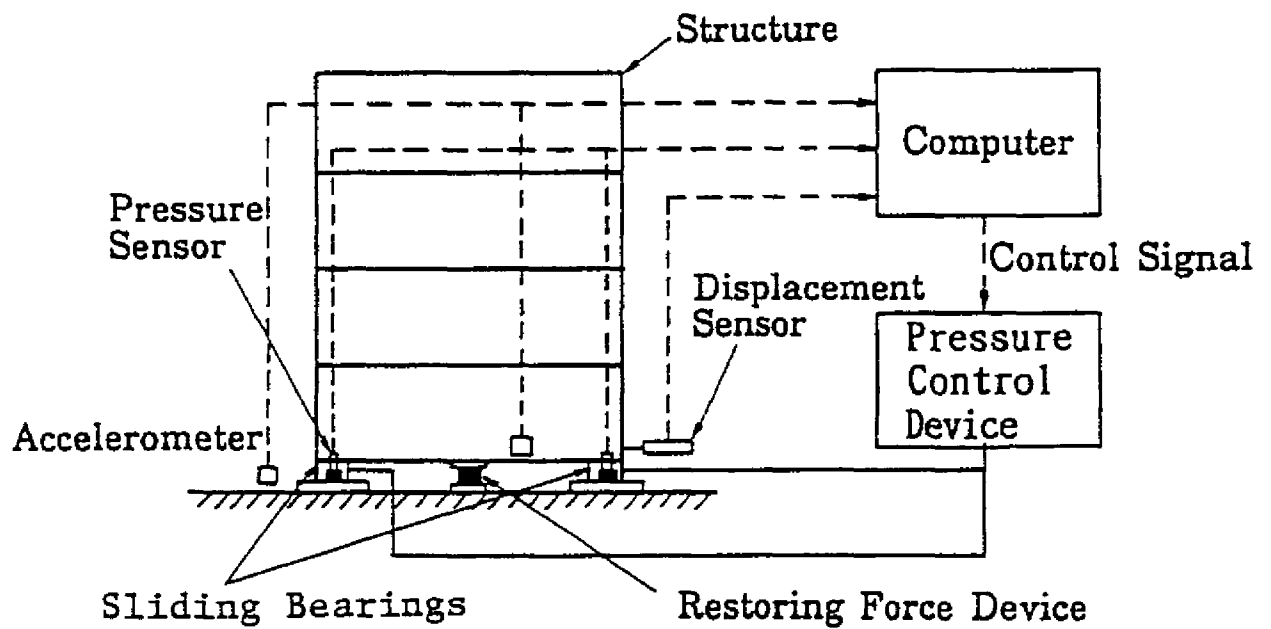 Structure
Computer
Pressure
Sensor
Control Signal
Displacement
Sensor
Pressure
Control
Device
Accelerometer
Sliding Bearings
Restoring Force Device